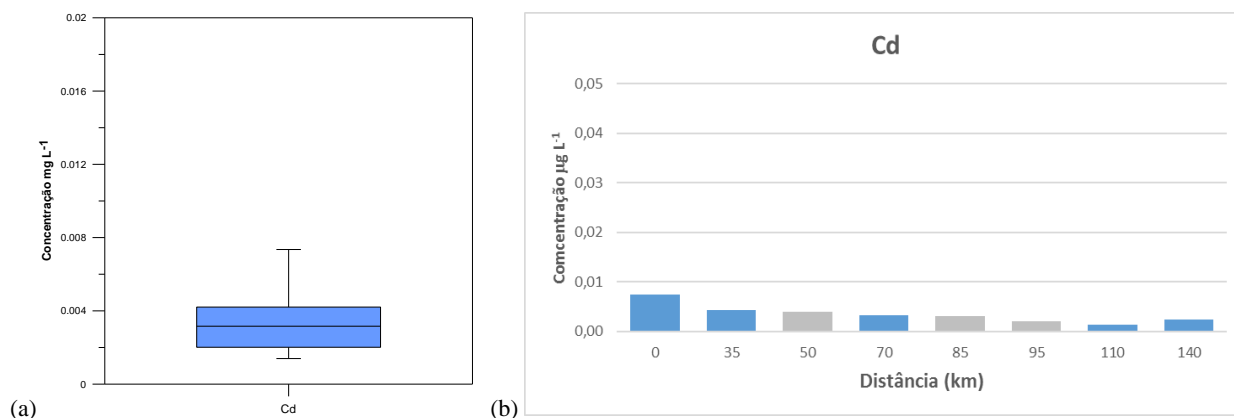 0.02
0.016
0.012
0.008
0.004
0
Concentração mg L-1
Cd
(a)
Cd
0,05
0,04
0,03
0,02
0,01
0,00
Comcentração µg L-1
0 35 50 70 85 95 110 140
Distância (km)
(b)